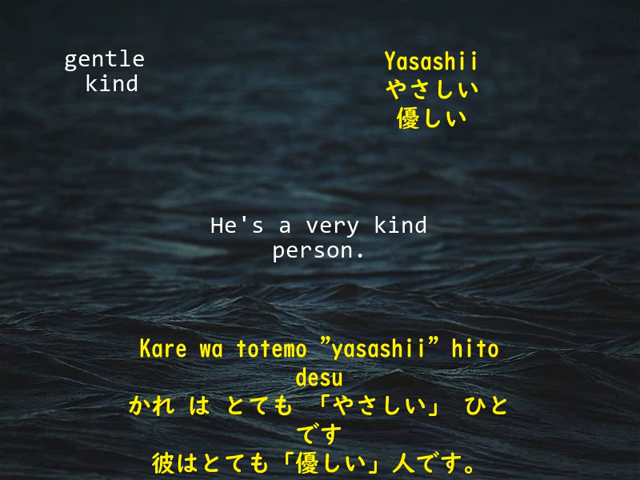 gentle
kind
Yasashii
やさしい
優しい
He's a very kind
person.
Kare wa totemo ”yasashii” hito
desu
かれ は とても 「やさしい」 ひと
です
彼はとても「優しい」人です。